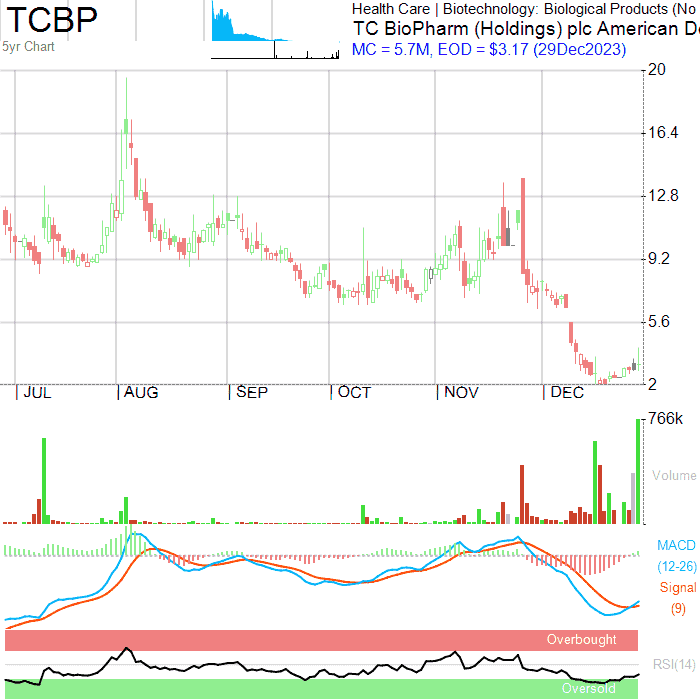 TCBP
5yr Chart
Health Care | Biotechnology: Biological Products (No
TC BioPharm (Holdings) plc American De
MC = 5.7M, EOD = $3.17 (29Dec2023)
20
16.4
12.8
9.2
5.6
2
JUL AUG SEP OCT NOV DEC
766k
Volume
MACD
(12-26)
Signal
(9)
Overbought
RSI(14)
Oversold